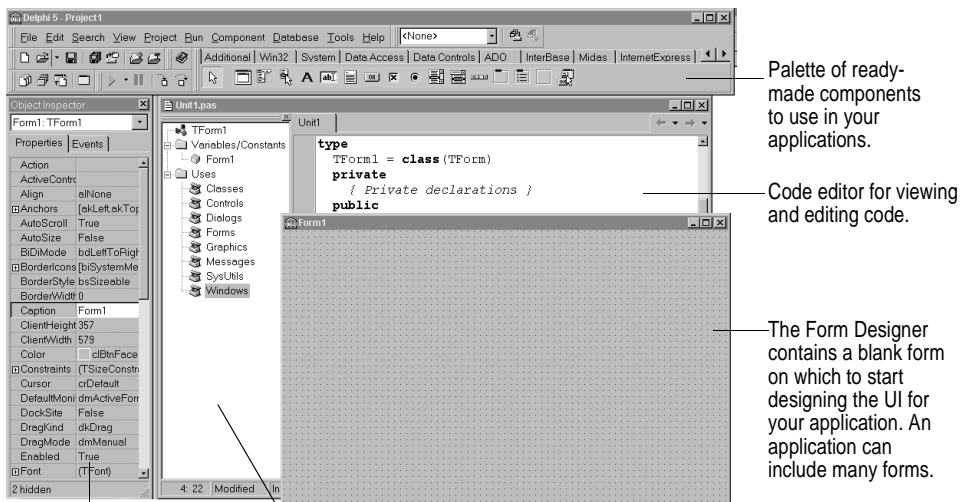 Delphi 5 - Project1
File Edit Search View Project Run Component Database Tools Help <None>
Additional Win32 System Data Access Data Controls ADO InterBase Midas InternetExpress
Palette of ready-
made components
to use in your
applications.
Object Inspector
Form1: TForm1
Properties Events
Action
ActiveContro
Align alNone
Anchors [akLeft,akTop
AutoScroll True
AutoSize False
BiDiMode bdLeftToRigh
BorderIcons [biSystemMe
BorderStyle bsSizeable
BorderWidth 0
Caption Form1
ClientHeight 357
ClientWidth 579
Color clBtnFace
Constraints (TSizeConstr
Cursor crDefault
DefaultMoni dmActiveForm
DockSite False
DragKind dkDrag
DragMode dmManual
Enabled True
Font (TFont)
2 hidden
Unit1.pas
TForm1
Variables/Constants
Form1
Uses
Classes
Controls
Dialogs
Forms
Graphics
Messages
SysUtils
Windows
4: 22 Modified In
Unit1
type
TForm1 = class(TForm)
private
{ Private declarations }
public
Code editor for viewing
and editing code.
Form1
The Form Designer
contains a blank form
on which to start
designing the UI for
your application. An
application can
include many forms.